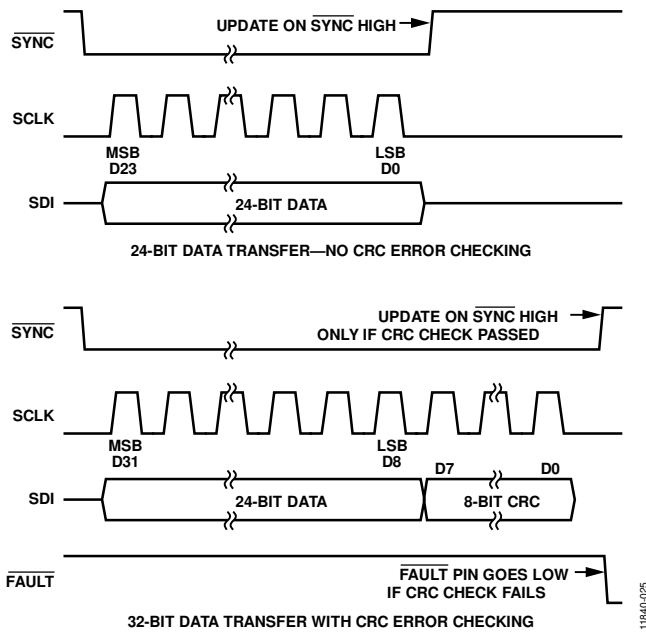 UPDATE ON SYNC HIGH
SYNC
SCLK
MSB
D23
LSB
D0
SDI
24-BIT DATA
24-BIT DATA TRANSFER—NO CRC ERROR CHECKING
UPDATE ON SYNC HIGH
ONLY IF CRC CHECK PASSED
SYNC
SCLK
MSB
D31
LSB
D8
D7
D0
SDI
24-BIT DATA
8-BIT CRC
FAULT
FAULT PIN GOES LOW
IF CRC CHECK FAILS
32-BIT DATA TRANSFER WITH CRC ERROR CHECKING
11840-025